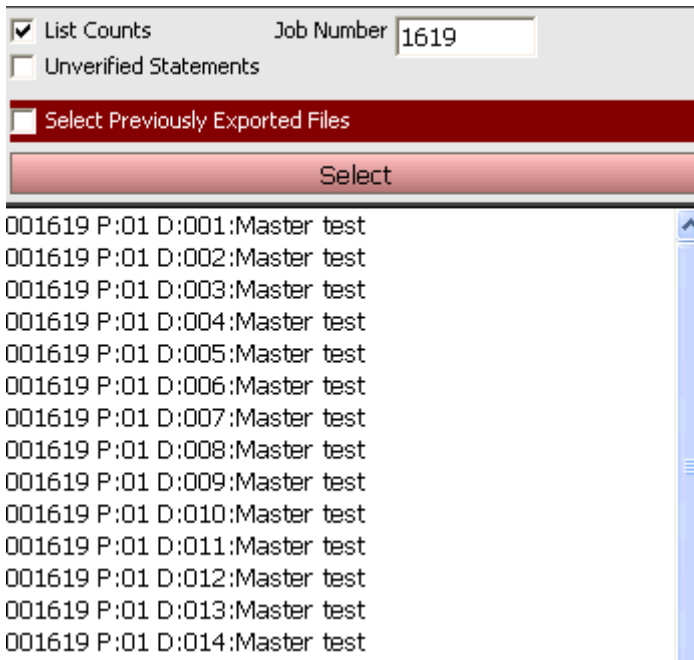 List Counts Job Number 1619
Unverified Statements
Select Previously Exported Files
Select
001619 P:01 D:001:Master test
001619 P:01 D:002:Master test
001619 P:01 D:003:Master test
001619 P:01 D:004:Master test
001619 P:01 D:005:Master test
001619 P:01 D:006:Master test
001619 P:01 D:007:Master test
001619 P:01 D:008:Master test
001619 P:01 D:009:Master test
001619 P:01 D:010:Master test
001619 P:01 D:011:Master test
001619 P:01 D:012:Master test
001619 P:01 D:013:Master test
001619 P:01 D:014:Master test